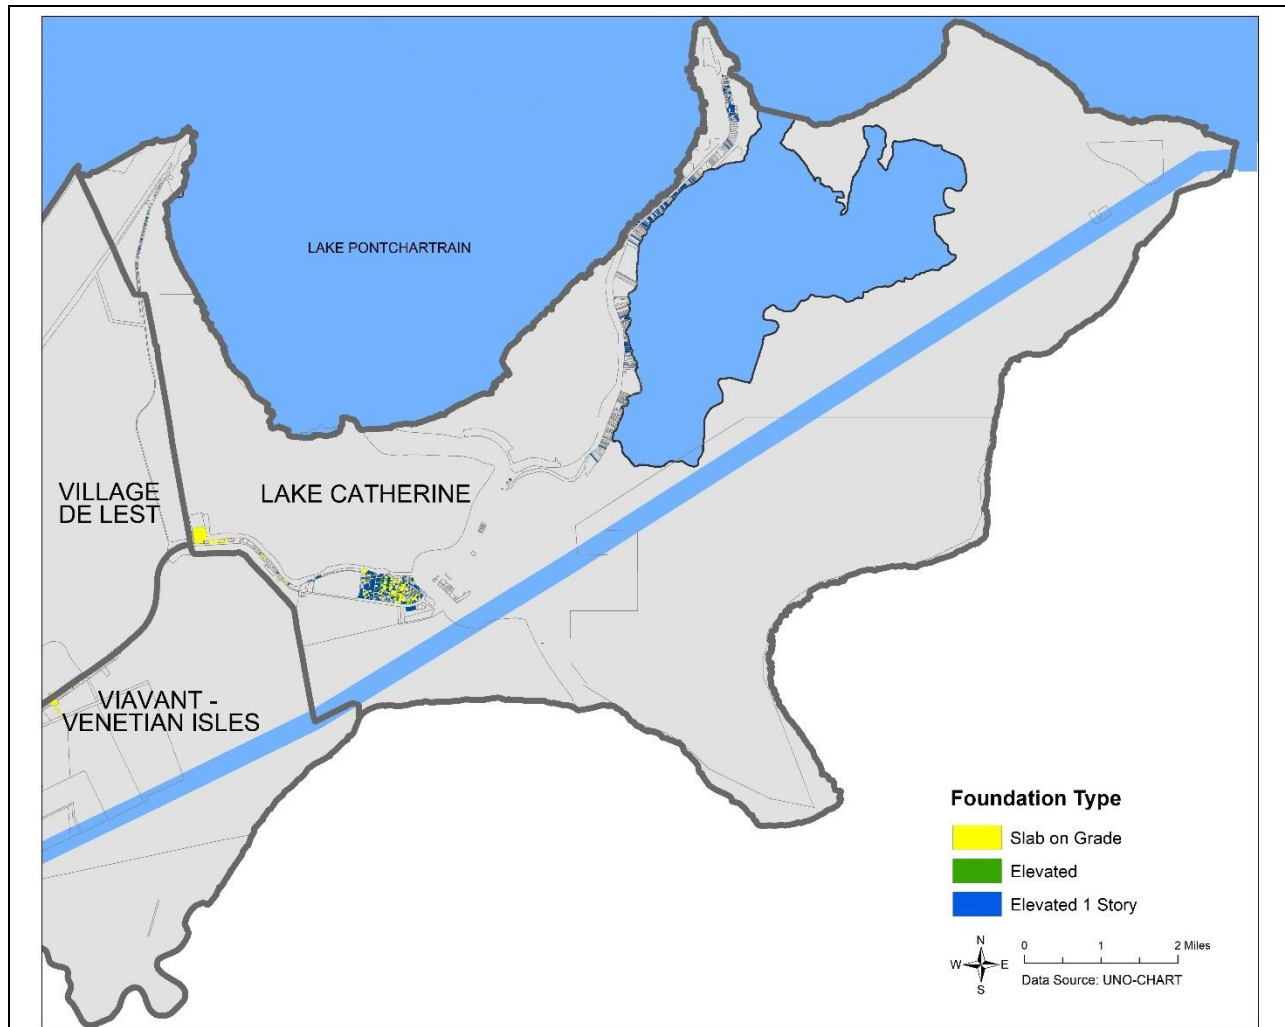 LAKE PONTCHARTRAIN
VILLAGE
DE LEST
LAKE CATHERINE
VIAVANT -
VENETIAN ISLES
Foundation Type
Slab on Grade
Elevated
Elevated 1 Story
N
W E
S
0 1 2 Miles
Data Source: UNO-CHART